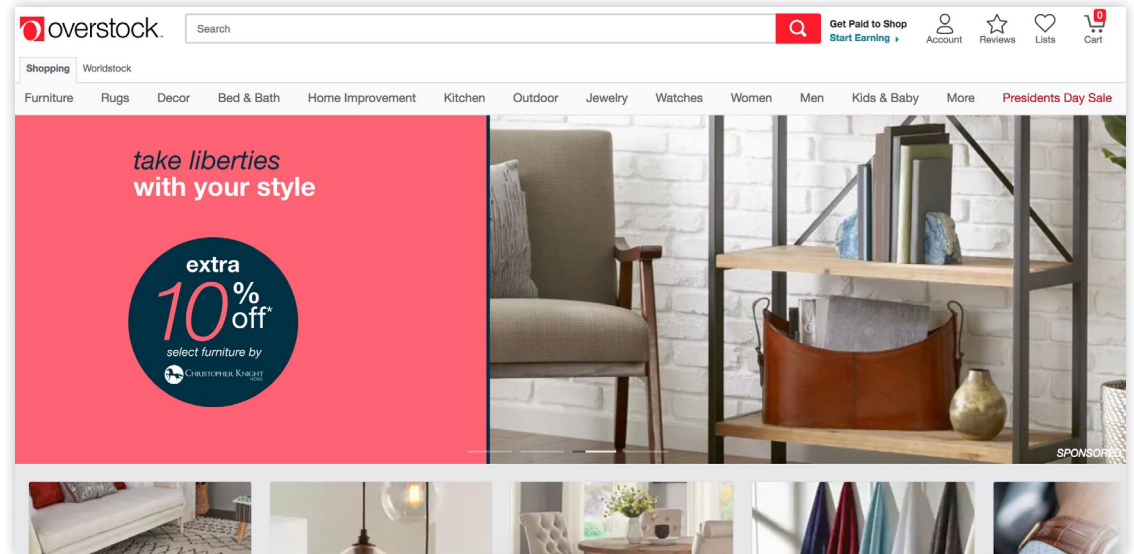 overstock.
Search
Get Paid to Shop
Start Earning
Account
Reviews
Lists
0
Cart
Shopping
Worldstock
Furniture
Rugs
Decor
Bed & Bath
Home Improvement
Kitchen
Outdoor
Jewelry
Watches
Women
Men
Kids & Baby
More
Presidents Day Sale
take liberties
with your style
extra
10% off*
select furniture by
CHRISTOPHER KNIGHT
HOME
SPONSORED